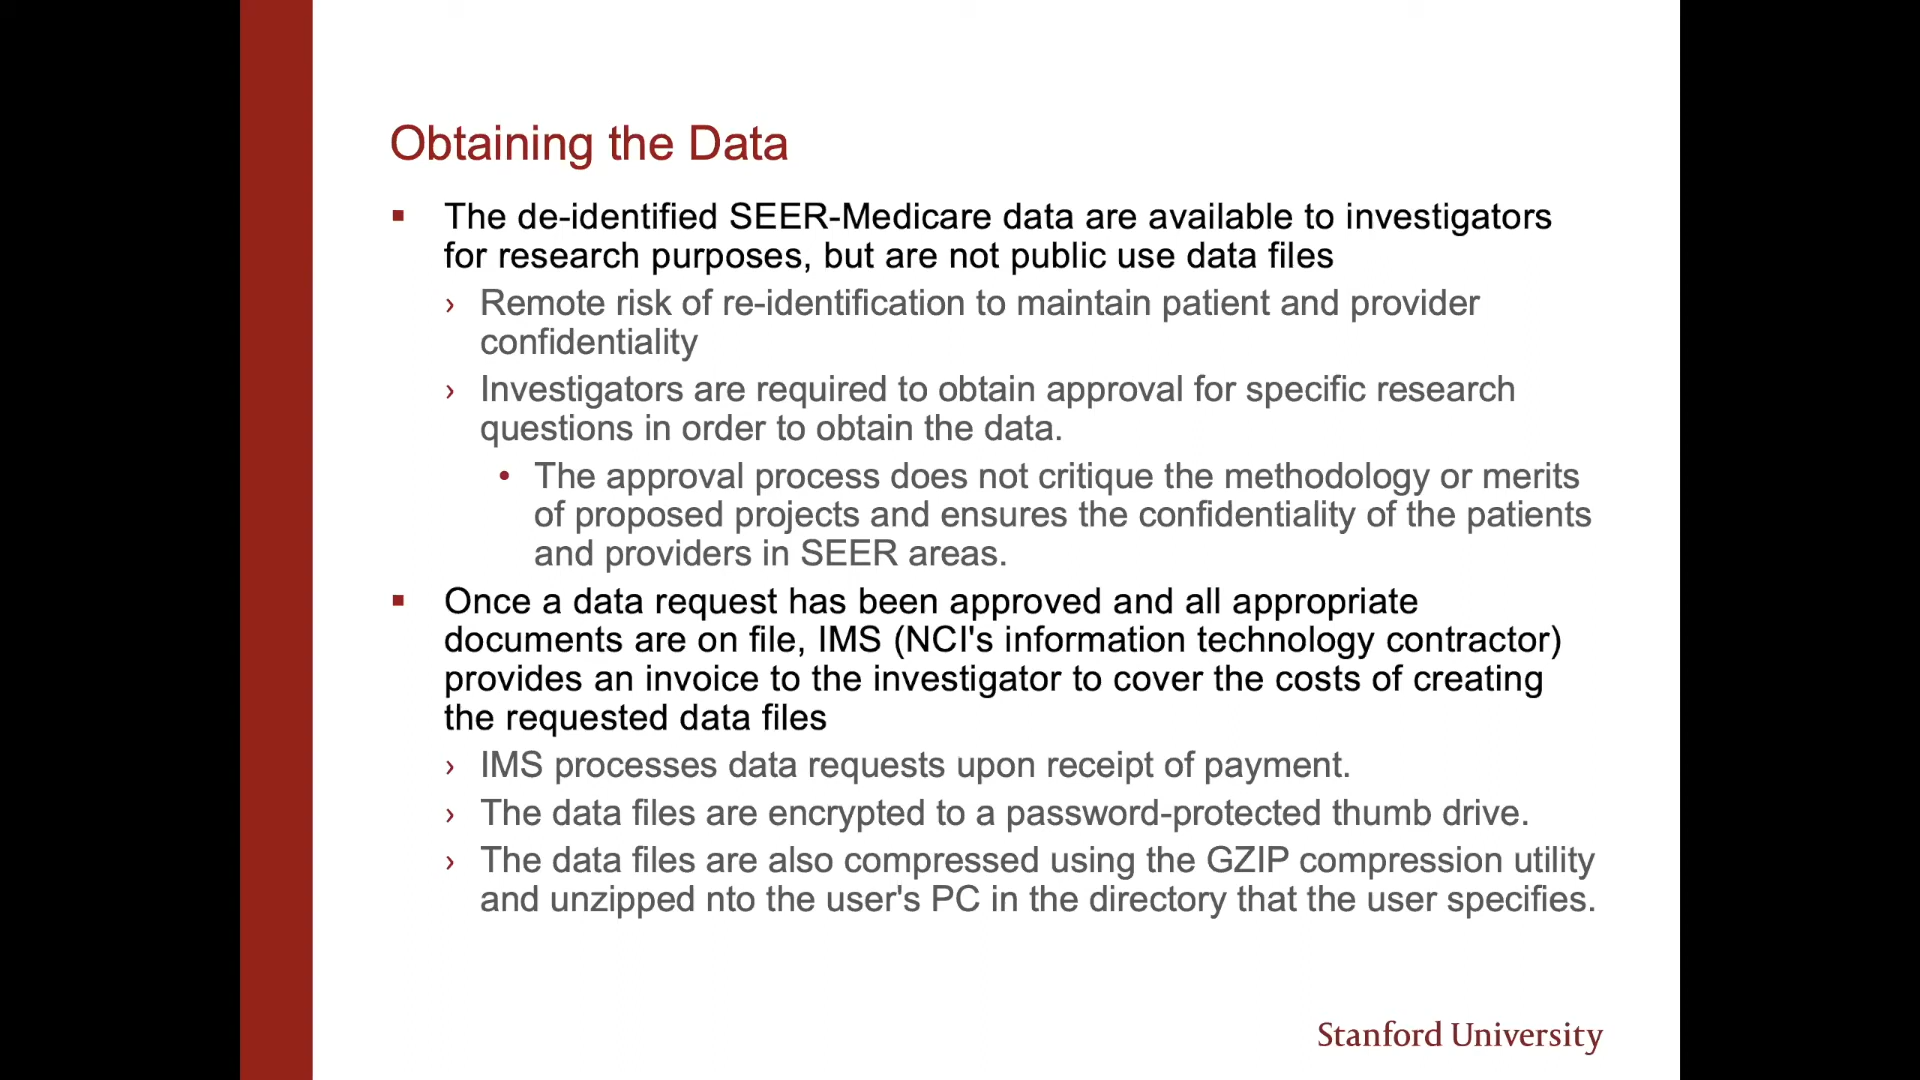 Obtaining the Data
▪ The de-identified SEER-Medicare data are available to investigators
for research purposes, but are not public use data files
› Remote risk of re-identification to maintain patient and provider
confidentiality
› Investigators are required to obtain approval for specific research
questions in order to obtain the data.
• The approval process does not critique the methodology or merits
of proposed projects and ensures the confidentiality of the patients
and providers in SEER areas.
▪ Once a data request has been approved and all appropriate
documents are on file, IMS (NCI's information technology contractor)
provides an invoice to the investigator to cover the costs of creating
the requested data files
› IMS processes data requests upon receipt of payment.
› The data files are encrypted to a password-protected thumb drive.
› The data files are also compressed using the GZIP compression utility
and unzipped nto the user's PC in the directory that the user specifies.
Stanford University